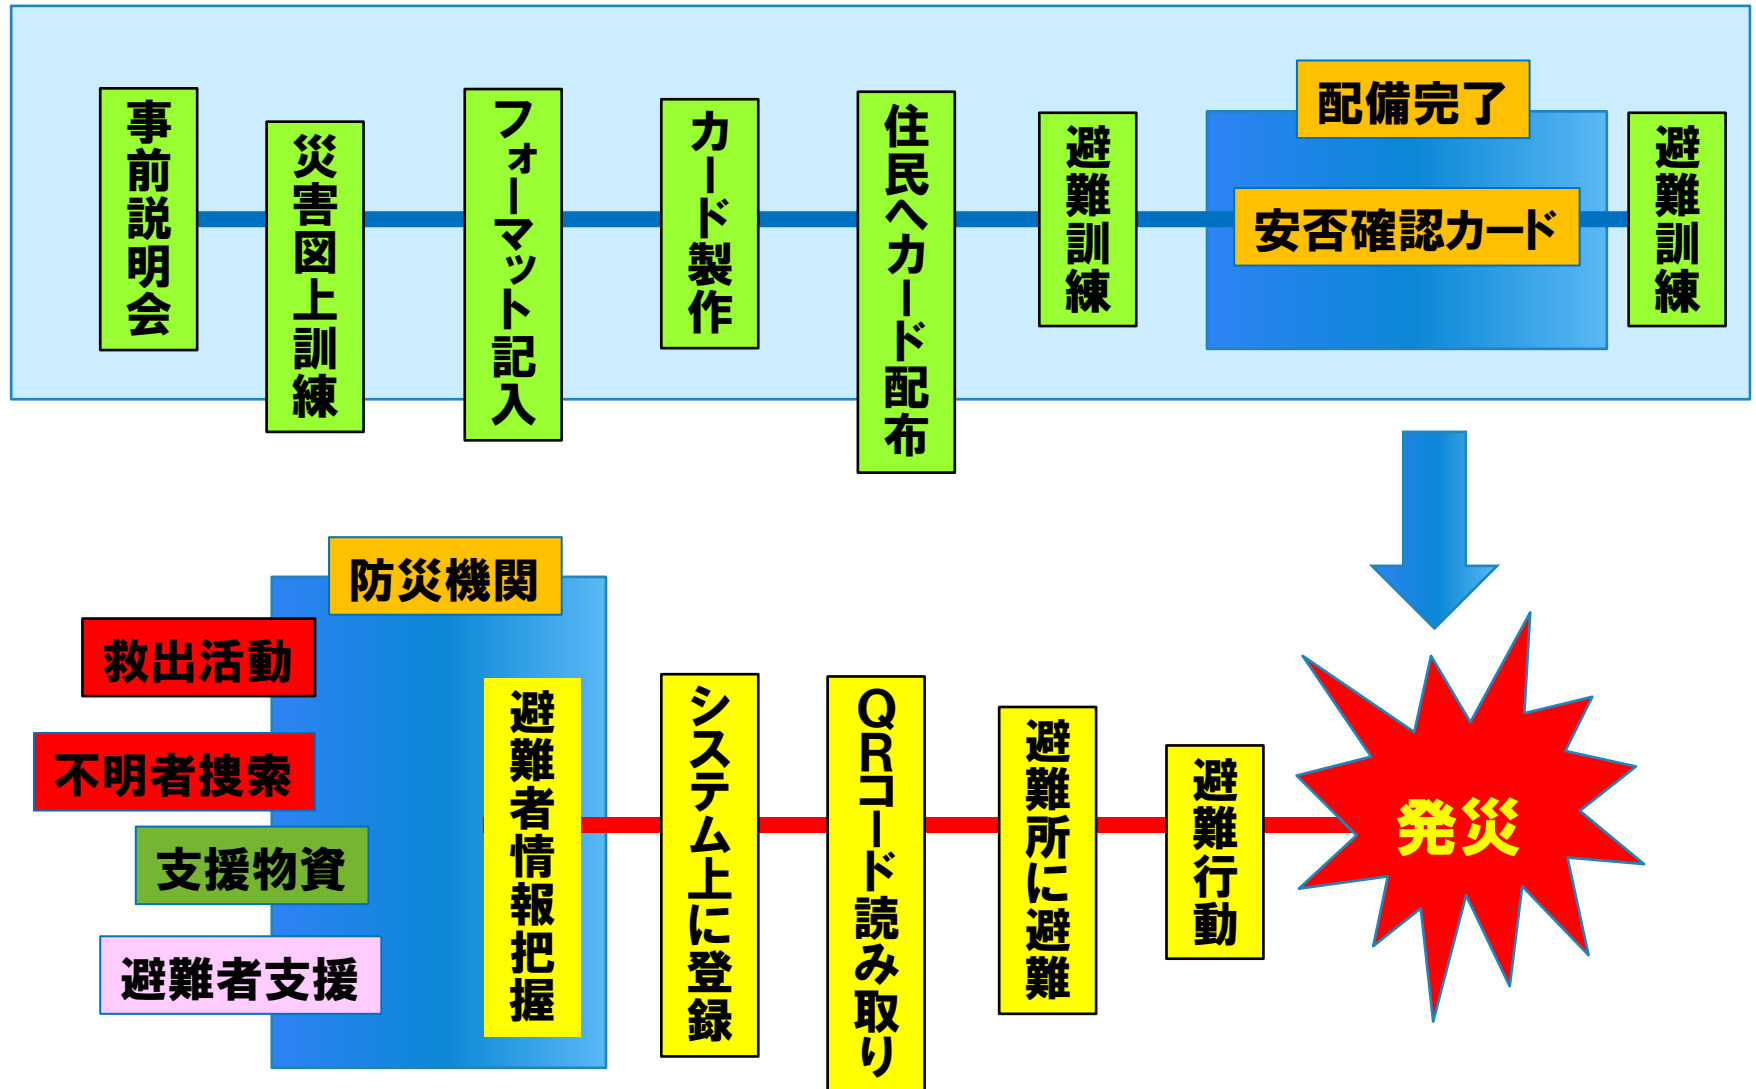 事前説明会
災害図上訓練
フォーマット記入
カード製作
住民へカード配布
避難訓練
配備完了
安否確認カード
避難訓練
発災
避難行動
避難所に避難
QRコード読み取り
システム上に登録
避難者情報把握
防災機関
救出活動
不明者捜索
支援物資
避難者支援